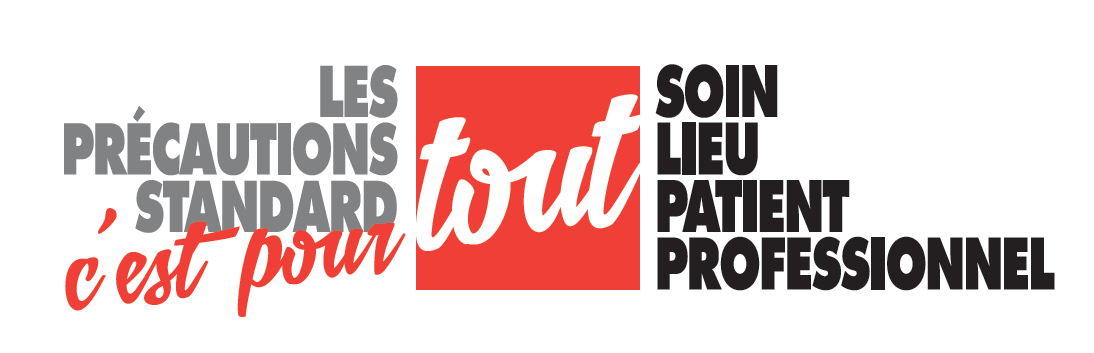 LES
PRÉCAUTIONS
STANDARD
c'est pour
tout
SOIN
LIEU
PATIENT
PROFESSIONNEL